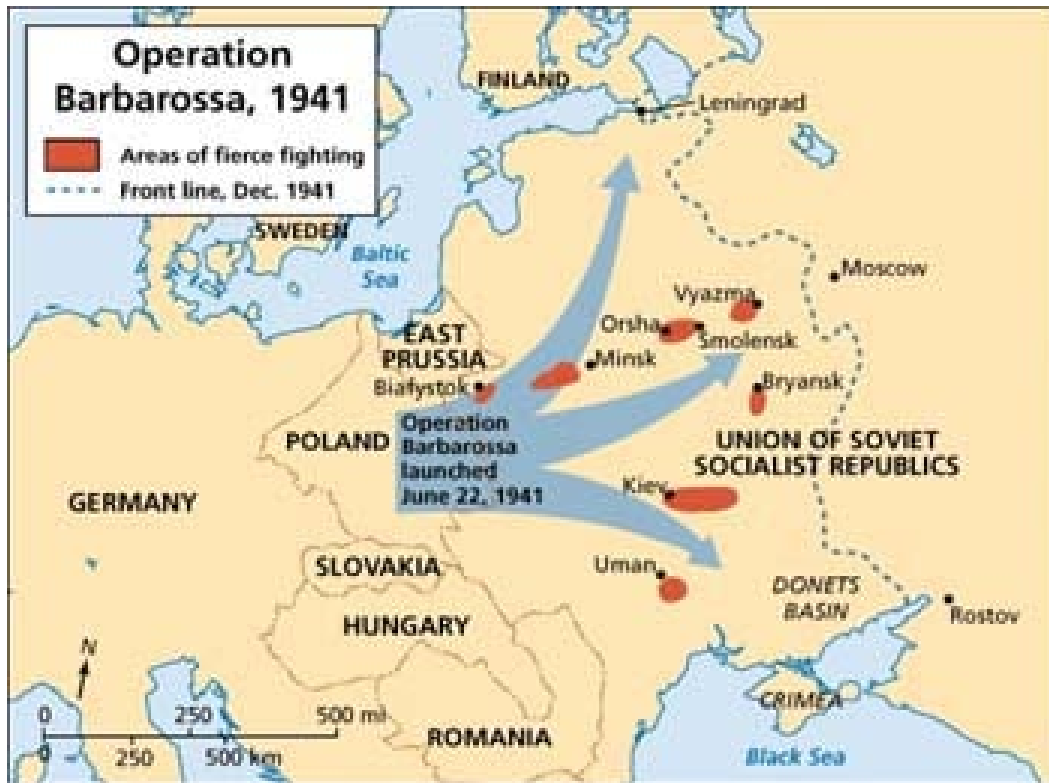 Operation
Barbarossa, 1941
Areas of fierce fighting
Front line, Dec. 1941
FINLAND
Leningrad
SWEDEN
Baltic
Sea
Moscow
Vyazma
Orsha
Smolensk
EAST
PRUSSIA
Minsk
Białystok
Bryansk
Operation
Barbarossa
launched
June 22, 1941
POLAND
UNION OF SOVIET
SOCIALIST REPUBLICS
GERMANY
Kiev
SLOVAKIA
Uman
DONETS
BASIN
Rostov
HUNGARY
N
CRIMEA
0 250 500 mi
0 250 500 km
ROMANIA
Black Sea